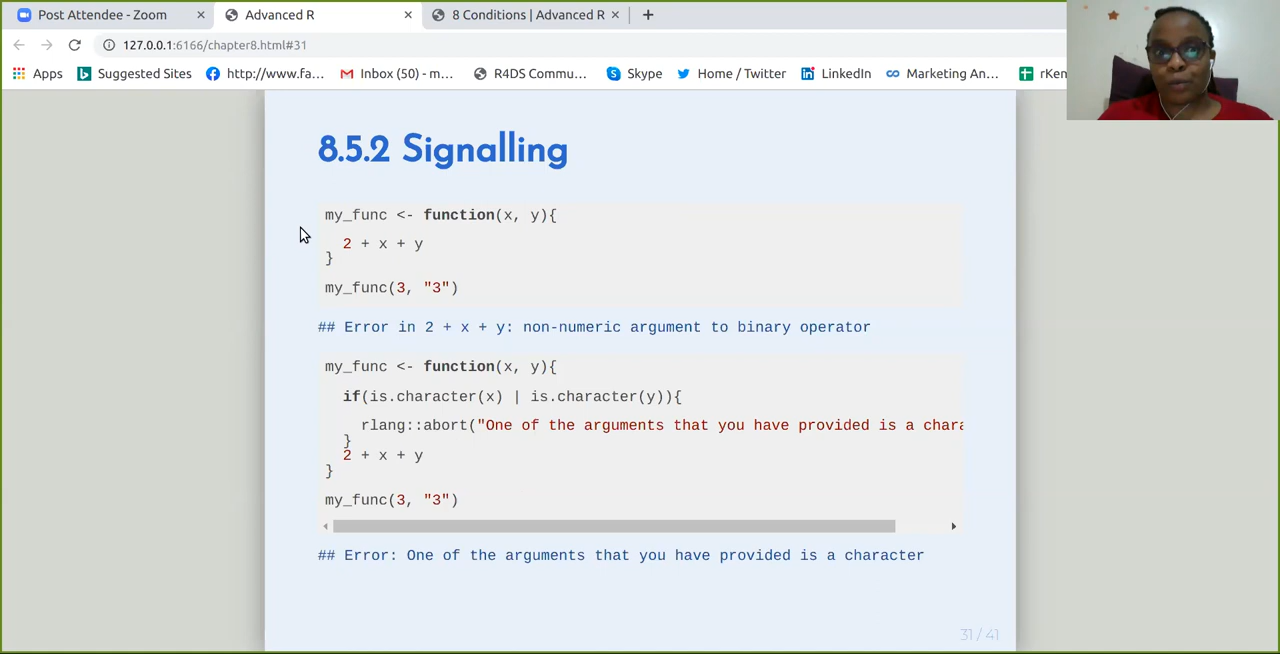 Post Attendee - Zoom
Advanced R
8 Conditions | Advanced R
127.0.0.1:6166/chapter8.html#31
Apps
Suggested Sites
http://www.fa...
Inbox (50) - m...
R4DS Commu...
Skype
Home / Twitter
LinkedIn
Marketing An...
rKem
8.5.2 Signalling
my_func <- function(x, y){
2 + x + y
}
my_func(3, "3")
## Error in 2 + x + y: non-numeric argument to binary operator
my_func <- function(x, y){
if(is.character(x) | is.character(y)){
rlang::abort("One of the arguments that you have provided is a chara
}
2 + x + y
}
my_func(3, "3")
## Error: One of the arguments that you have provided is a character
31 / 41